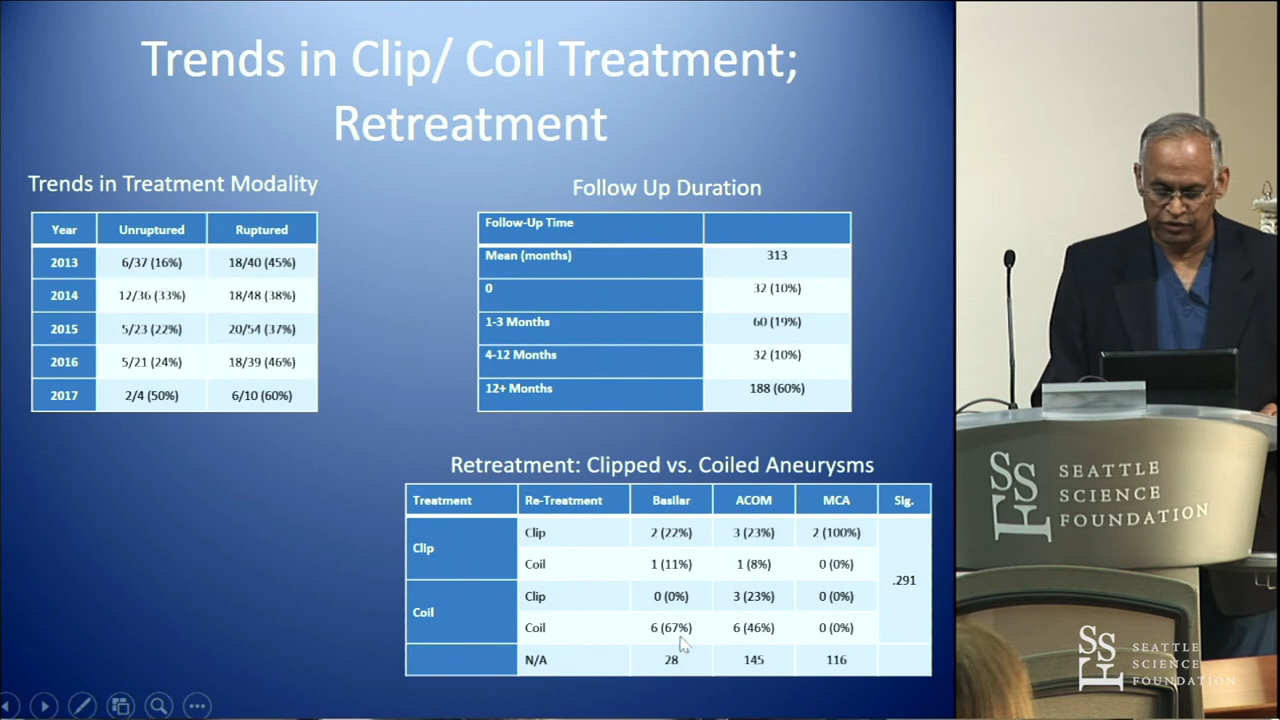 Trends in Clip/ Coil Treatment;
Retreatment
Trends in Treatment Modality
Year Unruptured Ruptured
2013 6/37 (16%) 18/40 (45%)
2014 12/36 (33%) 18/48 (38%)
2015 5/23 (22%) 20/54 (37%)
2016 5/21 (24%) 18/39 (46%)
2017 2/4 (50%) 6/10 (60%)
Follow Up Duration
Follow-Up Time
Mean (months) 313
0 32 (10%)
1-3 Months 60 (19%)
4-12 Months 32 (10%)
12+ Months 188 (60%)
Retreatment: Clipped vs. Coiled Aneurysms
Treatment Re-Treatment Basilar ACOM MCA Sig.
Clip
Clip 2 (22%) 3 (23%) 2 (100%)
Coil 1 (11%) 1 (8%) 0 (0%)
.291
Coil
Clip 0 (0%) 3 (23%) 0 (0%)
Coil 6 (67%) 6 (46%) 0 (0%)
N/A 28 145 116
SSF
SEATTLE
SCIENCE
FOUNDATION
SSF
SEATTLE
SCIENCE
FOUNDATION